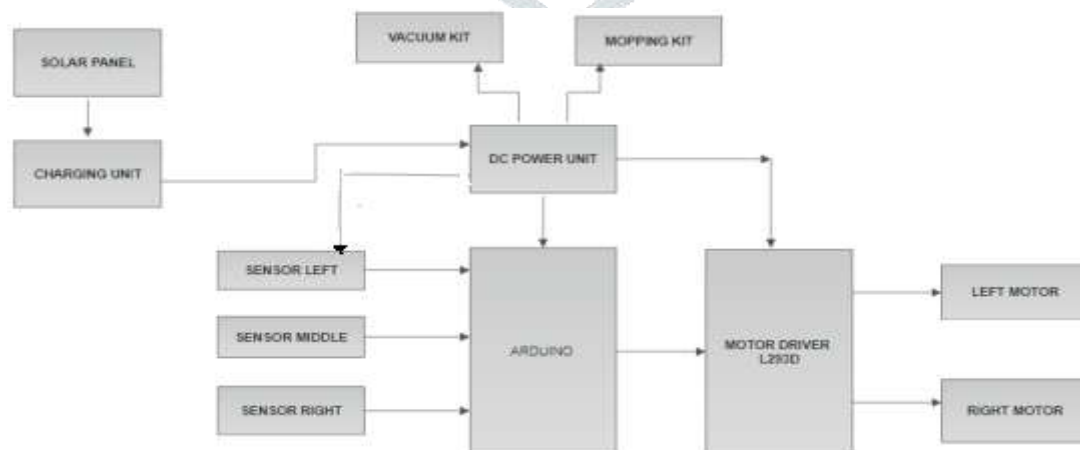 VACUUM KIT
MOPPING KIT
SOLAR PANEL
DC POWER UNIT
CHARGING UNIT
SENSOR LEFT
LEFT MOTOR
SENSOR MIDDLE
ARDUINO
MOTOR DRIVER
L293D
SENSOR RIGHT
RIGHT MOTOR